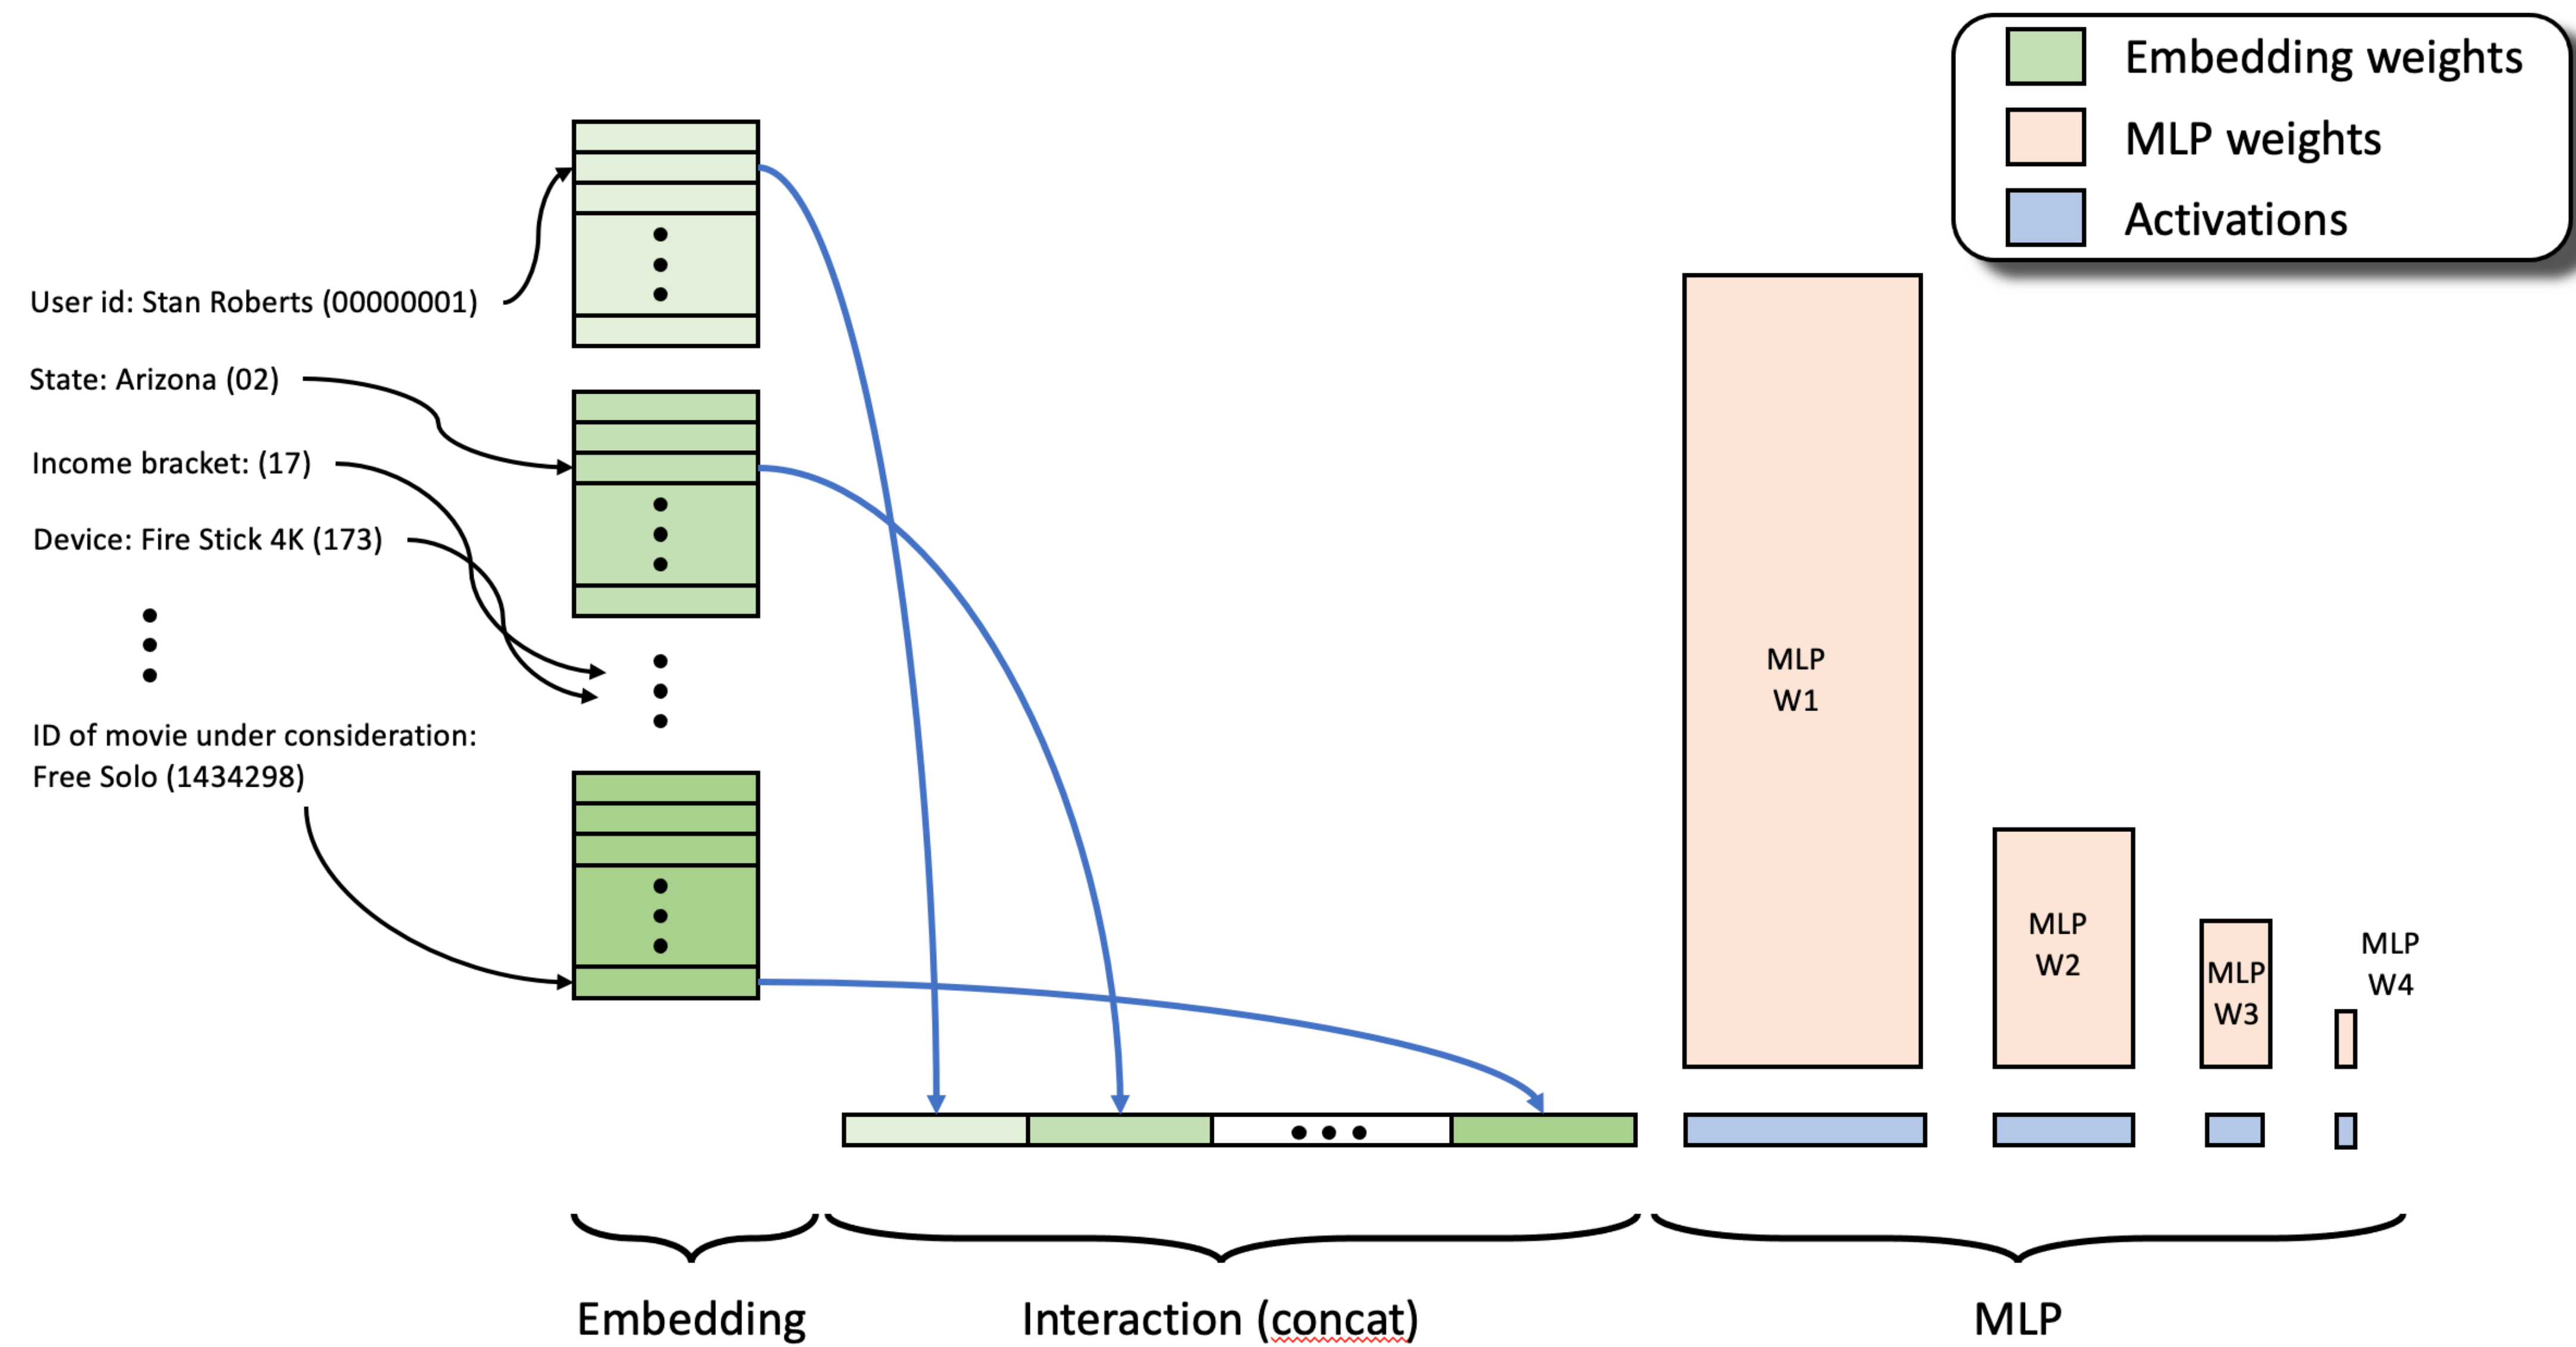 Embedding weights
MLP weights
Activations
User id: Stan Roberts (00000001)
State: Arizona (02)
Income bracket: (17)
Device: Fire Stick 4K (173)
ID of movie under consideration:
Free Solo (1434298)
MLP
W1
MLP
W2
MLP
W3
MLP
W4
Embedding
Interaction (concat)
MLP